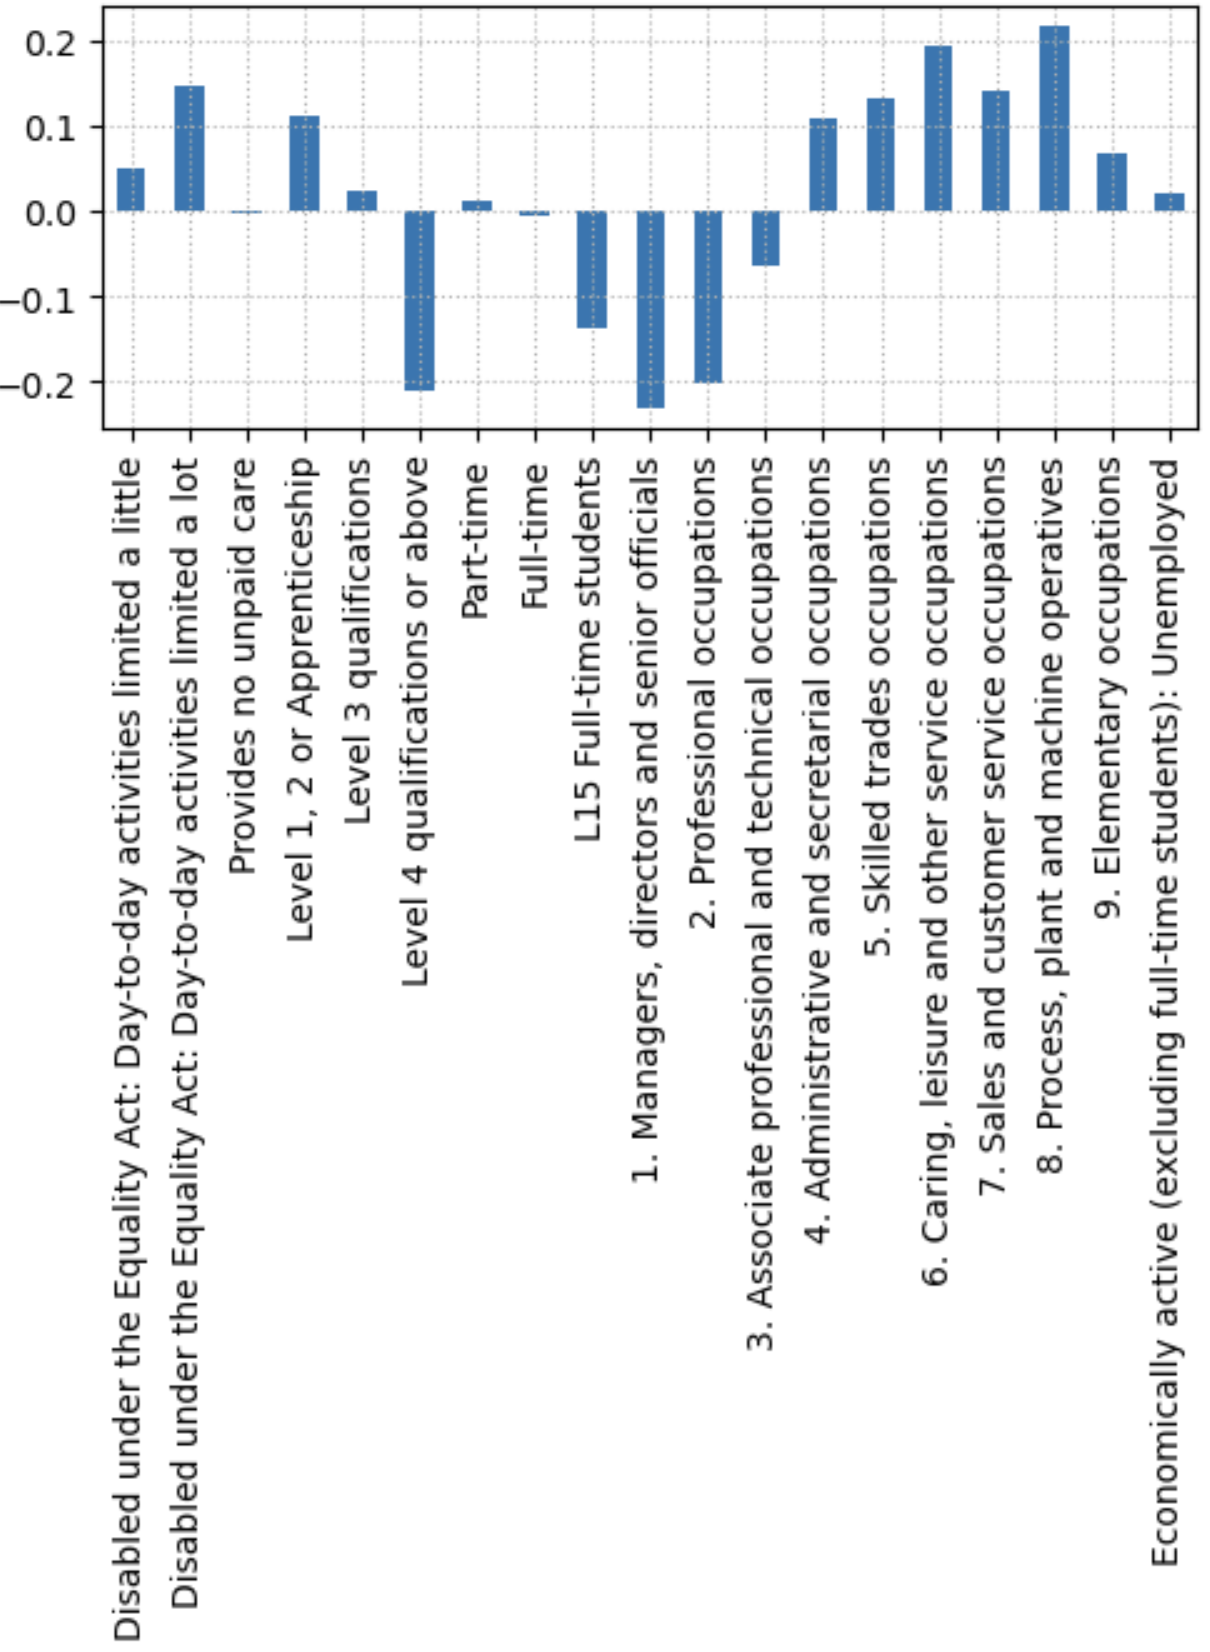 0.2
0.1
0.0
−0.1
−0.2
Disabled under the Equality Act: Day-to-day activities limited a little
Disabled under the Equality Act: Day-to-day activities limited a lot
Provides no unpaid care
Level 1, 2 or Apprenticeship
Level 3 qualifications
Level 4 qualifications or above
Part-time
Full-time
L15 Full-time students
1. Managers, directors and senior officials
2. Professional occupations
3. Associate professional and technical occupations
4. Administrative and secretarial occupations
5. Skilled trades occupations
6. Caring, leisure and other service occupations
7. Sales and customer service occupations
8. Process, plant and machine operatives
9. Elementary occupations
Economically active (excluding full-time students): Unemployed